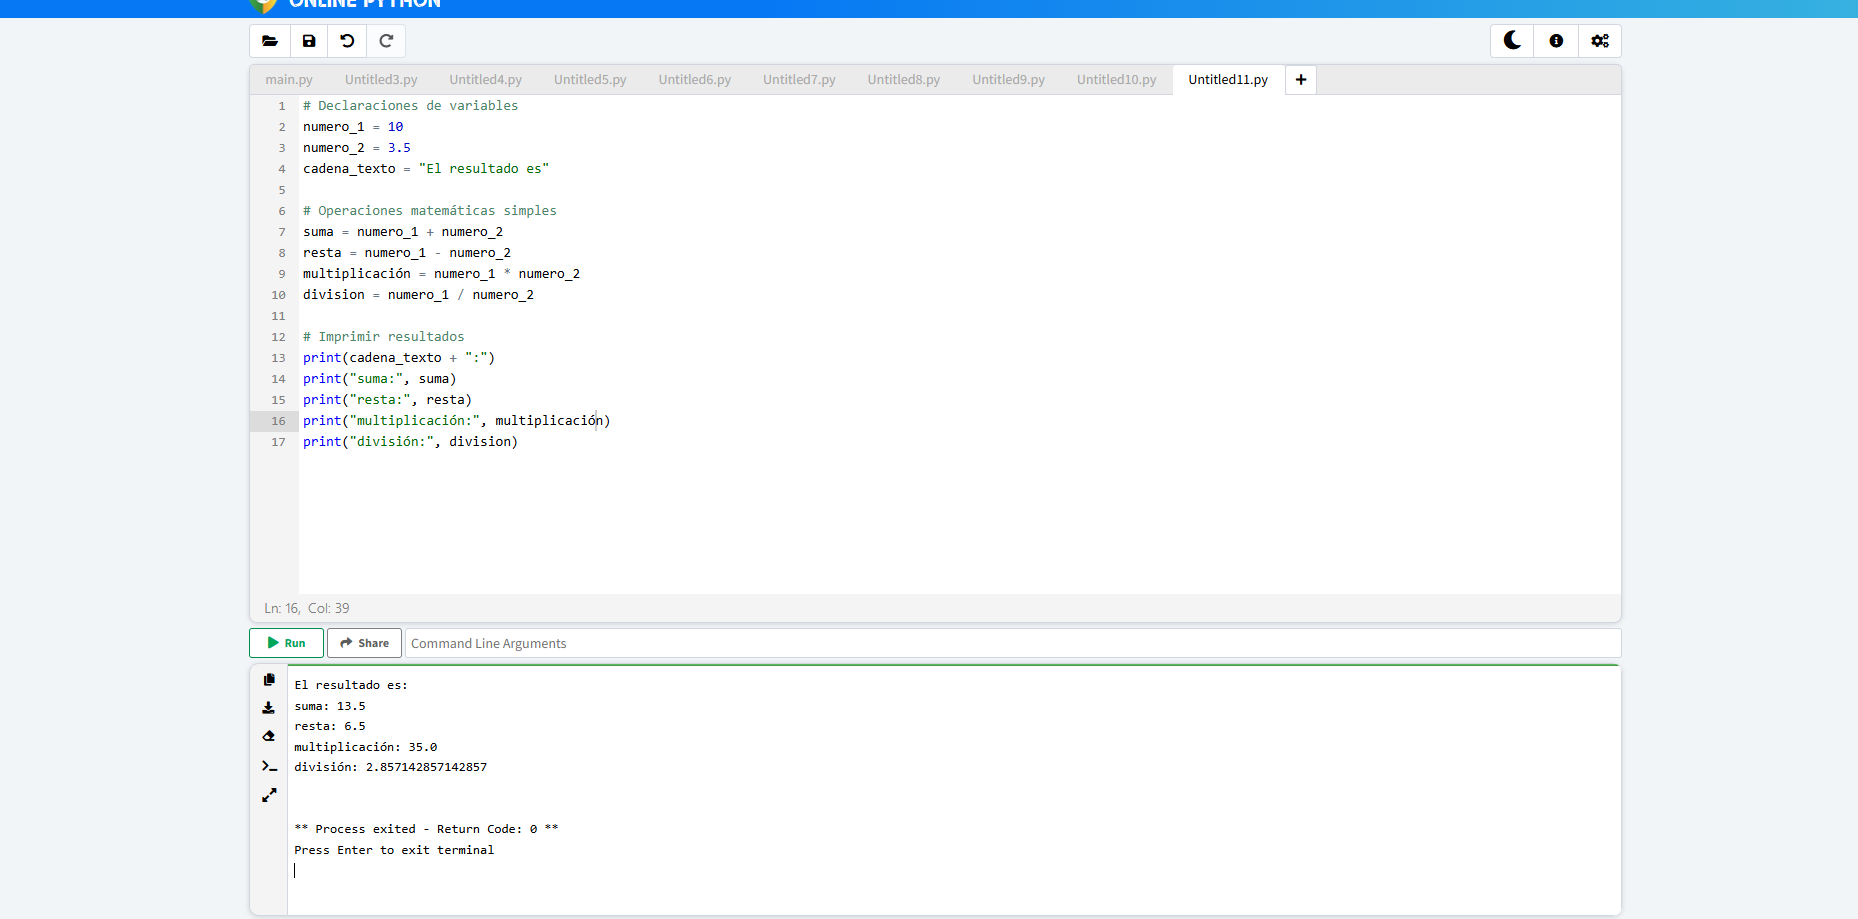 ONLINE PYTHON
main.py Untitled3.py Untitled4.py Untitled5.py Untitled6.py Untitled7.py Untitled8.py Untitled9.py Untitled10.py Untitled11.py +
1 # Declaraciones de variables
2 numero_1 = 10
3 numero_2 = 3.5
4 cadena_texto = "El resultado es"
5
6 # Operaciones matemáticas simples
7 suma = numero_1 + numero_2
8 resta = numero_1 - numero_2
9 multiplicación = numero_1 * numero_2
10 division = numero_1 / numero_2
11
12 # Imprimir resultados
13 print(cadena_texto + ":")
14 print("suma:", suma)
15 print("resta:", resta)
16 print("multiplicación:", multiplicación)
17 print("división:", division)
Ln: 16, Col: 39
Run Share Command Line Arguments
El resultado es:
suma: 13.5
resta: 6.5
multiplicación: 35.0
división: 2.857142857142857
** Process exited - Return Code: 0 **
Press Enter to exit terminal